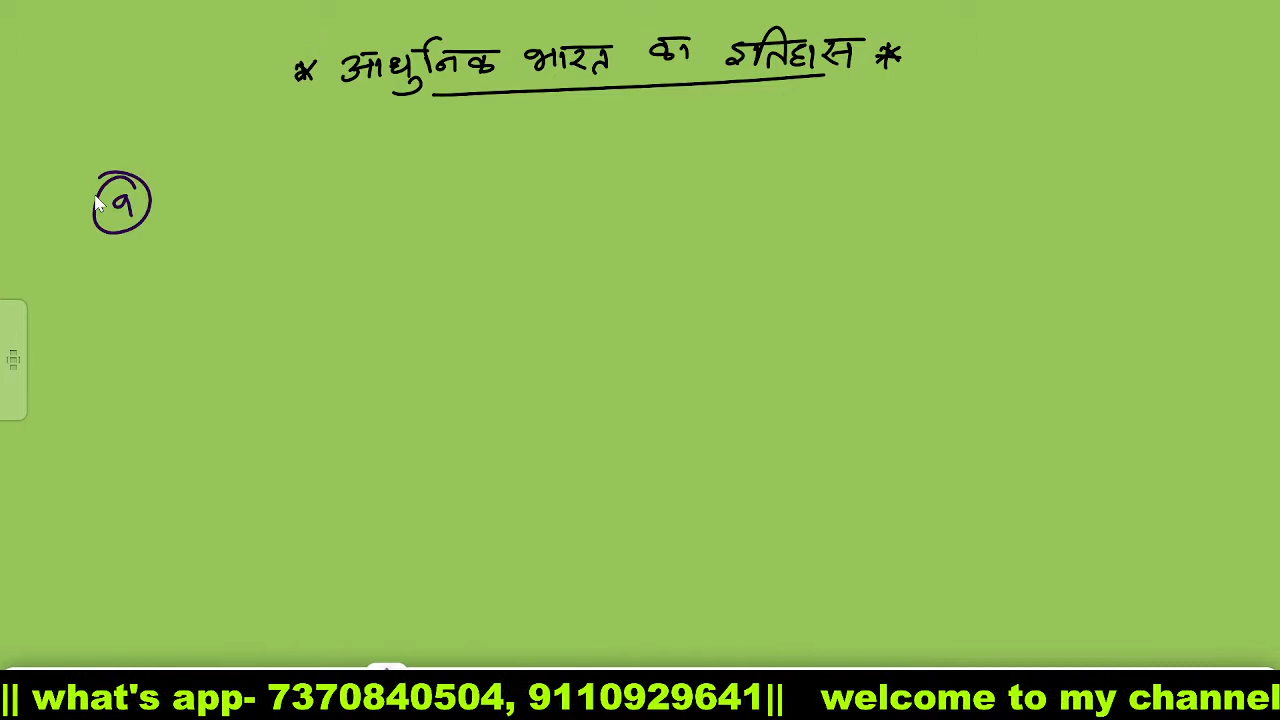 * आधुनिक भारत का इतिहास *
१
|| what's app- 7370840504, 9110929641|| welcome to my channel